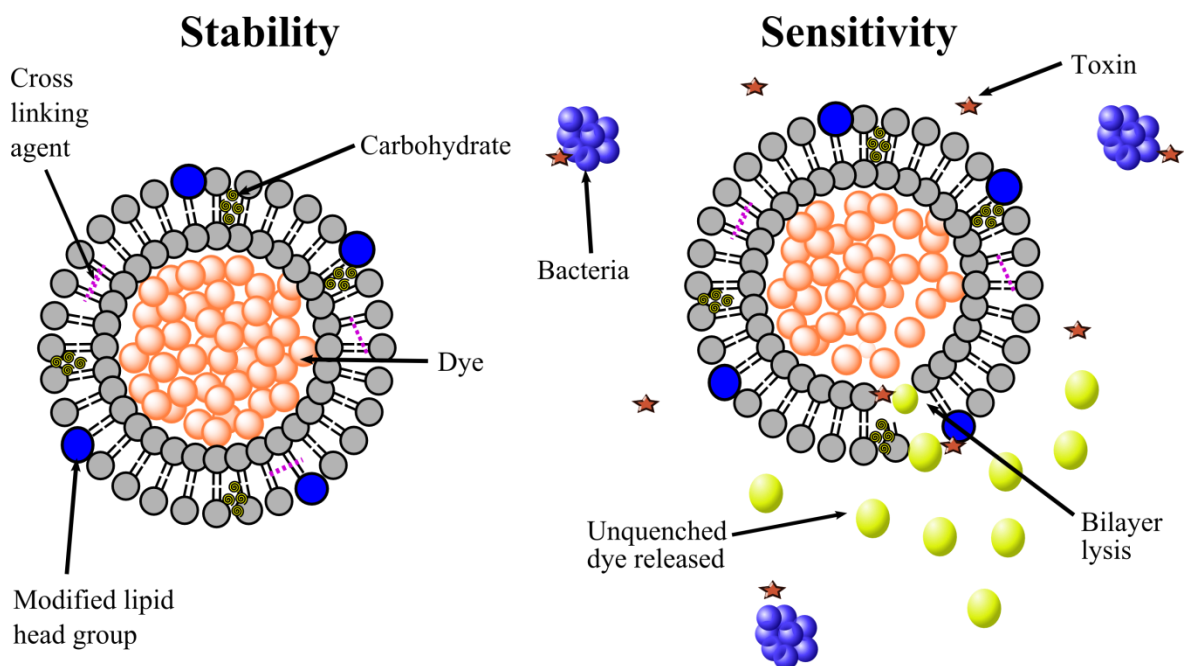 Stability
Sensitivity
Cross
linking
agent
Carbohydrate
Dye
Modified lipid
head group
Toxin
Bacteria
Unquenched
dye released
Bilayer
lysis